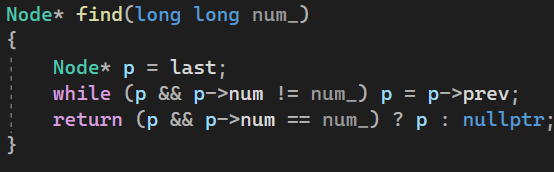 Node* find(long long num_)
{
    Node* p = last;
    while (p && p->num != num_) p = p->prev;
    return (p && p->num == num_) ? p : nullptr;
}